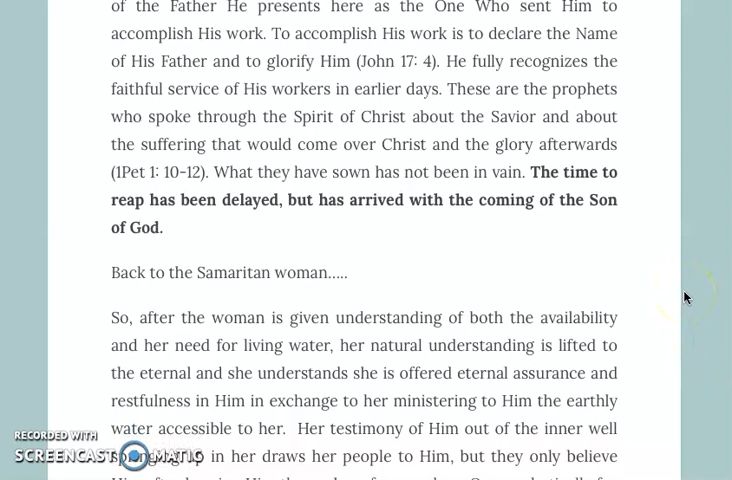 of the Father He presents here as the One Who sent Him to
accomplish His work. To accomplish His work is to declare the Name
of His Father and to glorify Him (John 17: 4). He fully recognizes the
faithful service of His workers in earlier days. These are the prophets
who spoke through the Spirit of Christ about the Savior and about
the suffering that would come over Christ and the glory afterwards
(1Pet 1: 10-12). What they have sown has not been in vain. The time to
reap has been delayed, but has arrived with the coming of the Son
of God.
Back to the Samaritan woman.....
So, after the woman is given understanding of both the availability
and her need for living water, her natural understanding is lifted to
the eternal and she understands she is offered eternal assurance and
restfulness in Him in exchange to her ministering to Him the earthly
water accessible to her. Her testimony of Him out of the inner well
in her draws her people to Him, but they only believe
RECORDED WITH
SCREENCAST MATIC